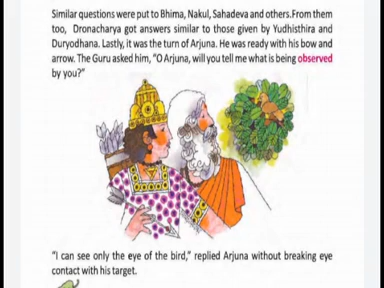 Similar questions were put to Bhima, Nakul, Sahadeva and others.From them
too, Dronacharya got answers similar to those given by Yudhisthira and
Duryodhana. Lastly, it was the turn of Arjuna. He was ready with his bow and
arrow. The Guru asked him, “O Arjuna, will you tell me what is being observed
by you?”
“I can see only the eye of the bird,” replied Arjuna without breaking eye
contact with his target.